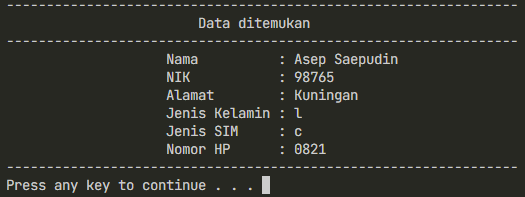 ----------------------------------------------------------------
Data ditemukan
----------------------------------------------------------------
Nama          : Asep Saepudin
NIK           : 98765
Alamat        : Kuningan
Jenis Kelamin : l
Jenis SIM     : c
Nomor HP      : 0821
----------------------------------------------------------------
Press any key to continue . . .